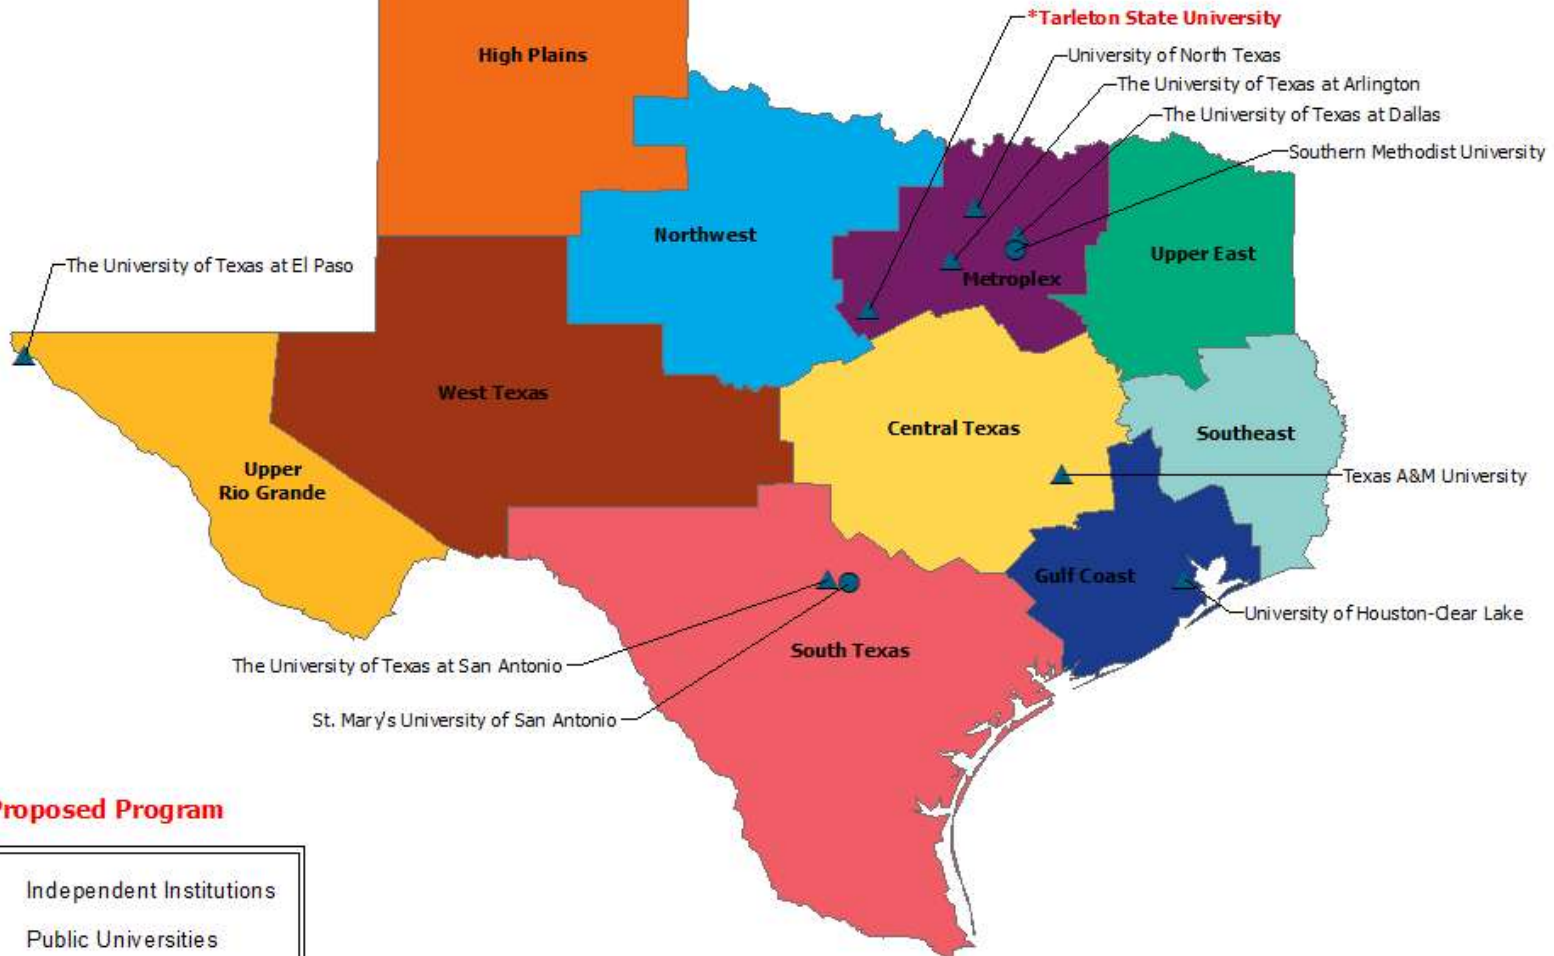 *Tarleton State University
High Plains
University of North Texas
The University of Texas at Arlington
The University of Texas at Dallas
Southern Methodist University
Northwest
Upper East
The University of Texas at El Paso
Metroplex
West Texas
Central Texas
Southeast
Upper
Rio Grande
Texas A&M University
Gulf Coast
University of Houston-Clear Lake
South Texas
The University of Texas at San Antonio
St. Mary's University of San Antonio
Proposed Program
Independent Institutions
Public Universities